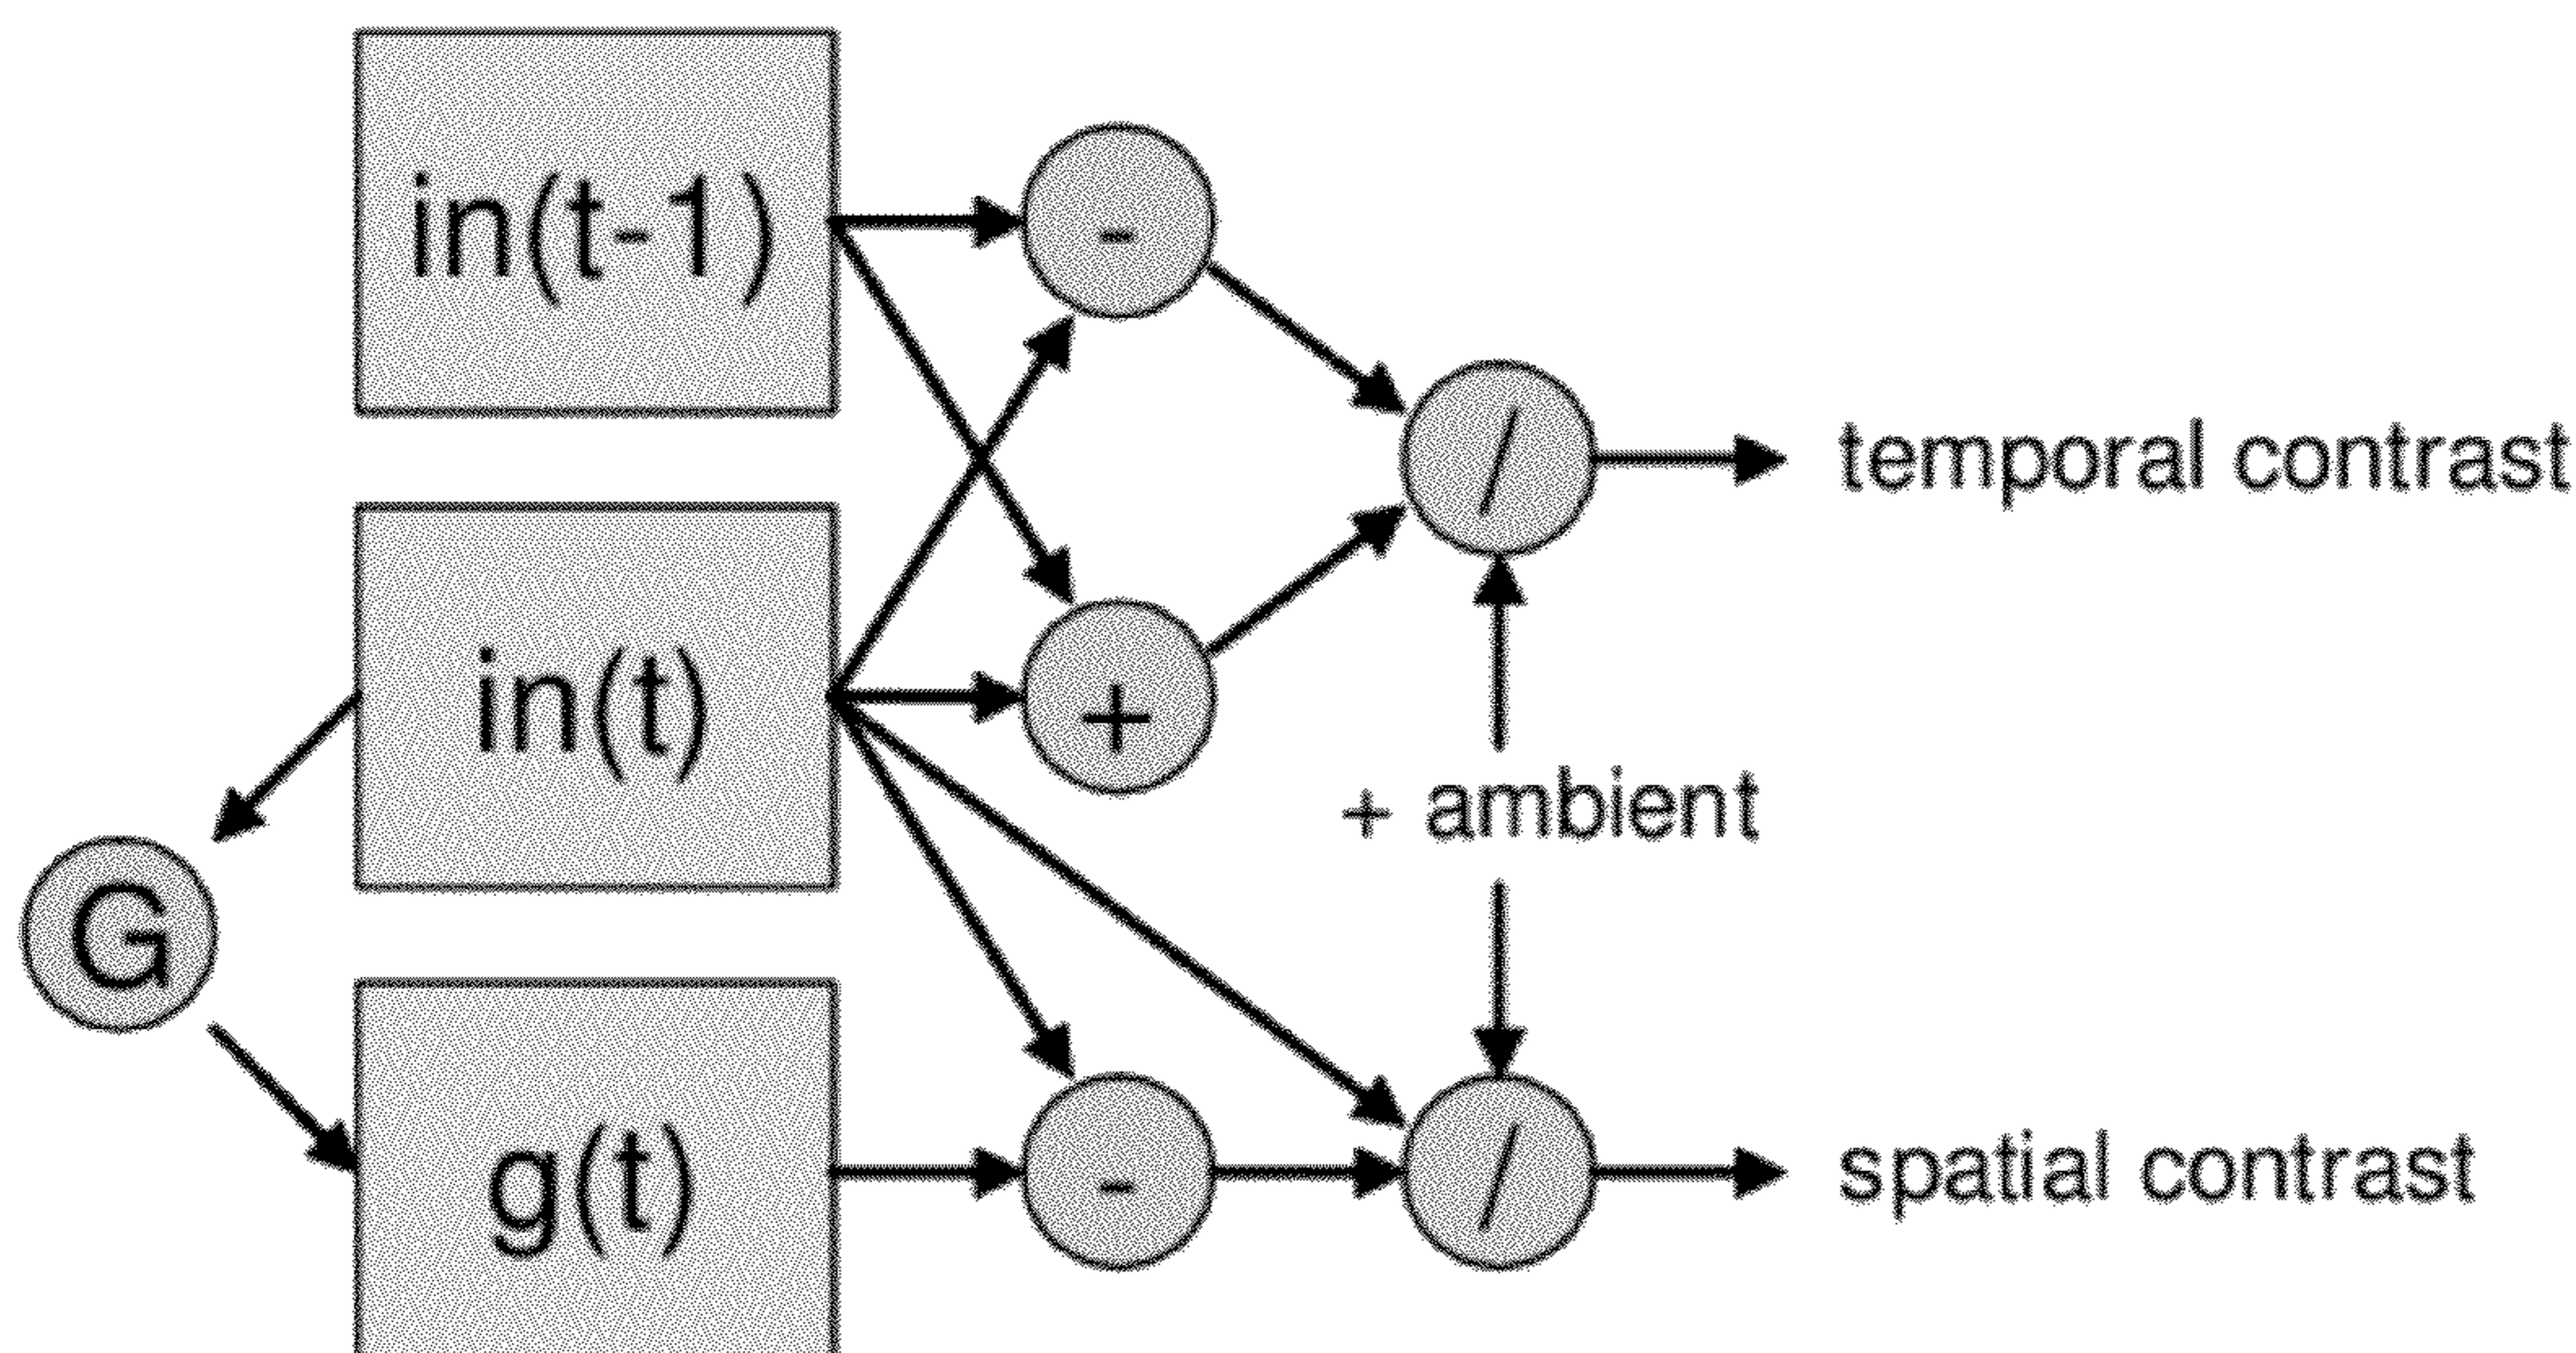 in(t-1)
-
/
temporal contrast
in(t)
+
+ ambient
G
g(t)
-
/
spatial contrast